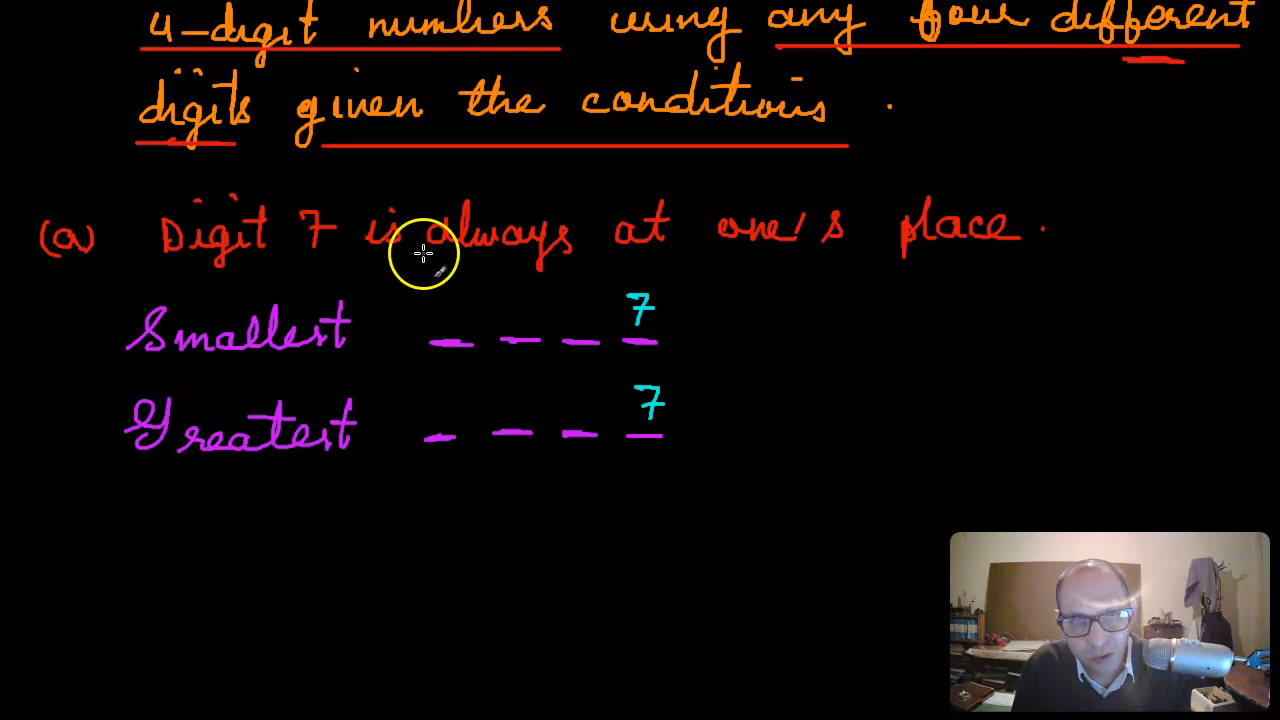 4-digit numbers using any four different
digits given the conditions.
(a) Digit 7 is always at one's place.
Smallest _ _ _ 7
Greatest _ _ _ 7